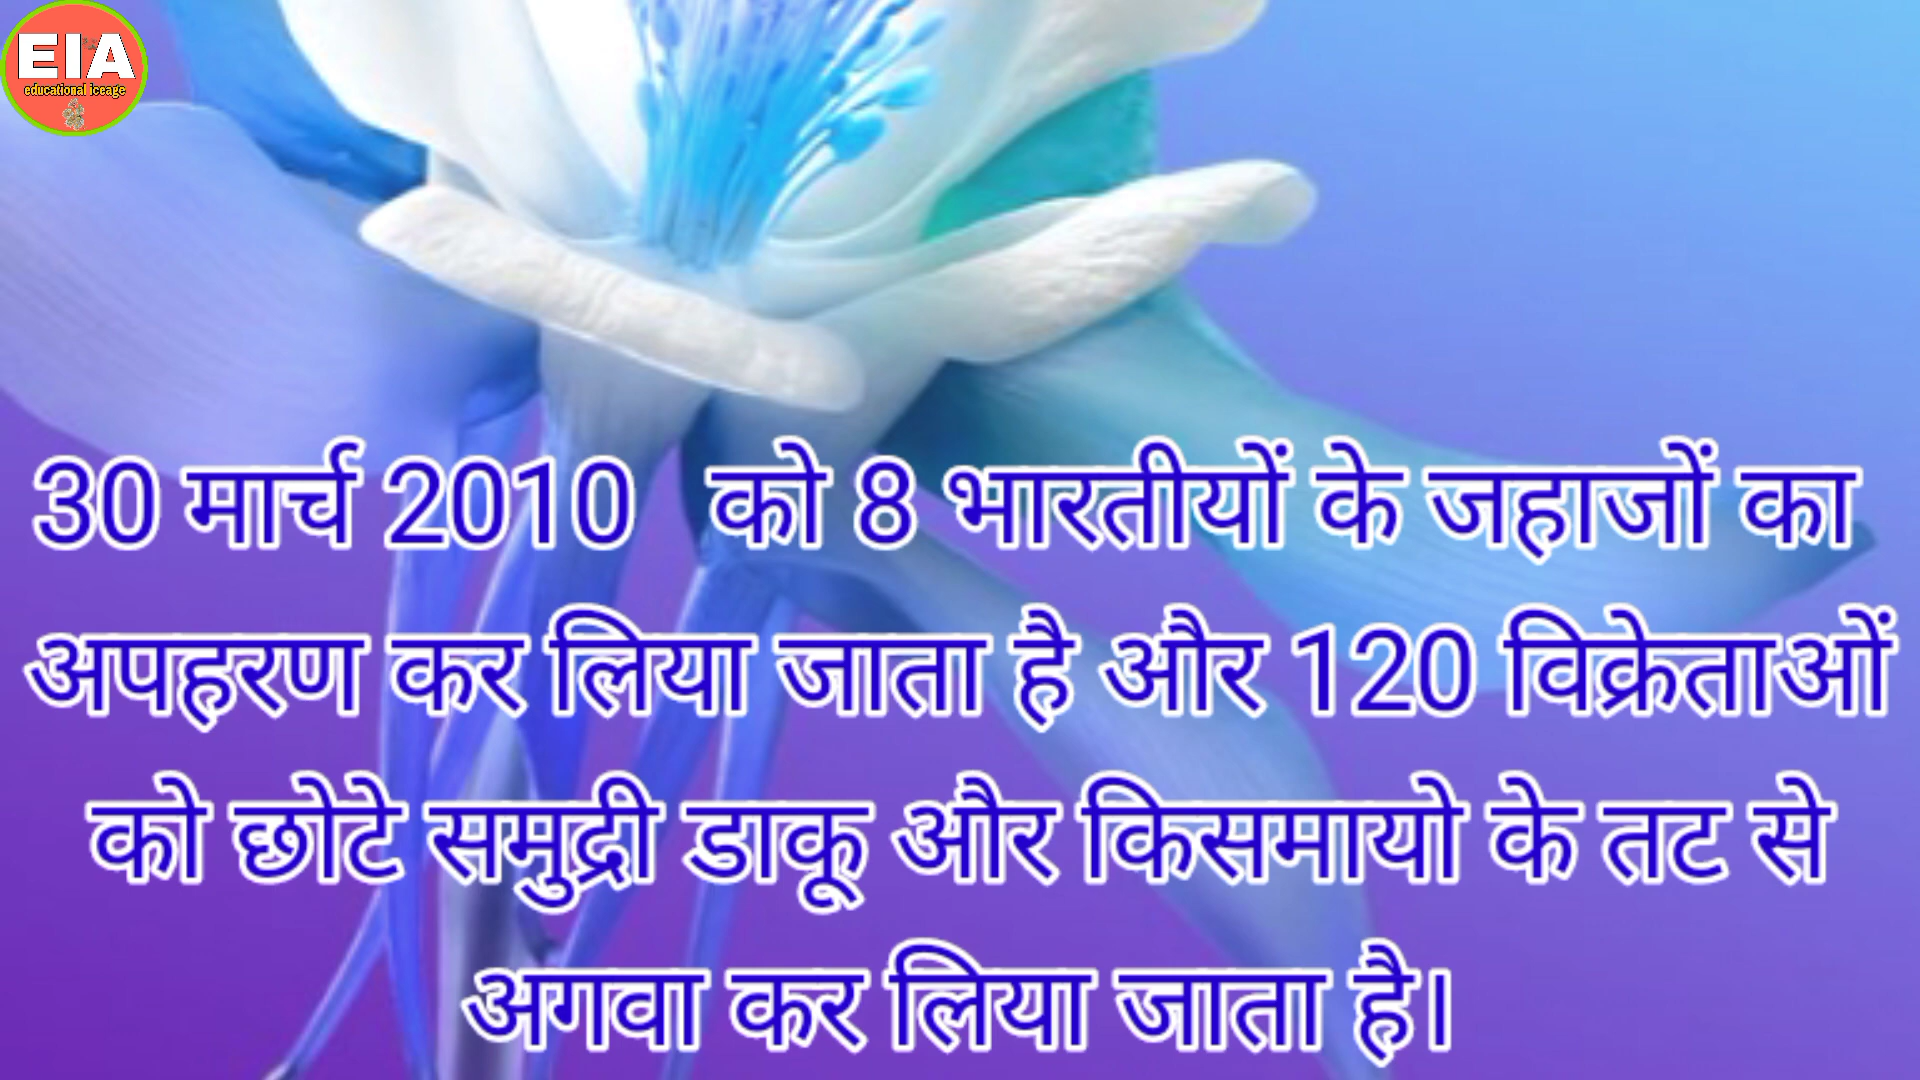 EIA
educational iceage
30 मार्च 2010 को 8 भारतीयों के जहाजों का
अपहरण कर लिया जाता है और 120 विक्रेताओं
को छोटे समुद्री डाकू और किसमायो के तट से
अगवा कर लिया जाता है।